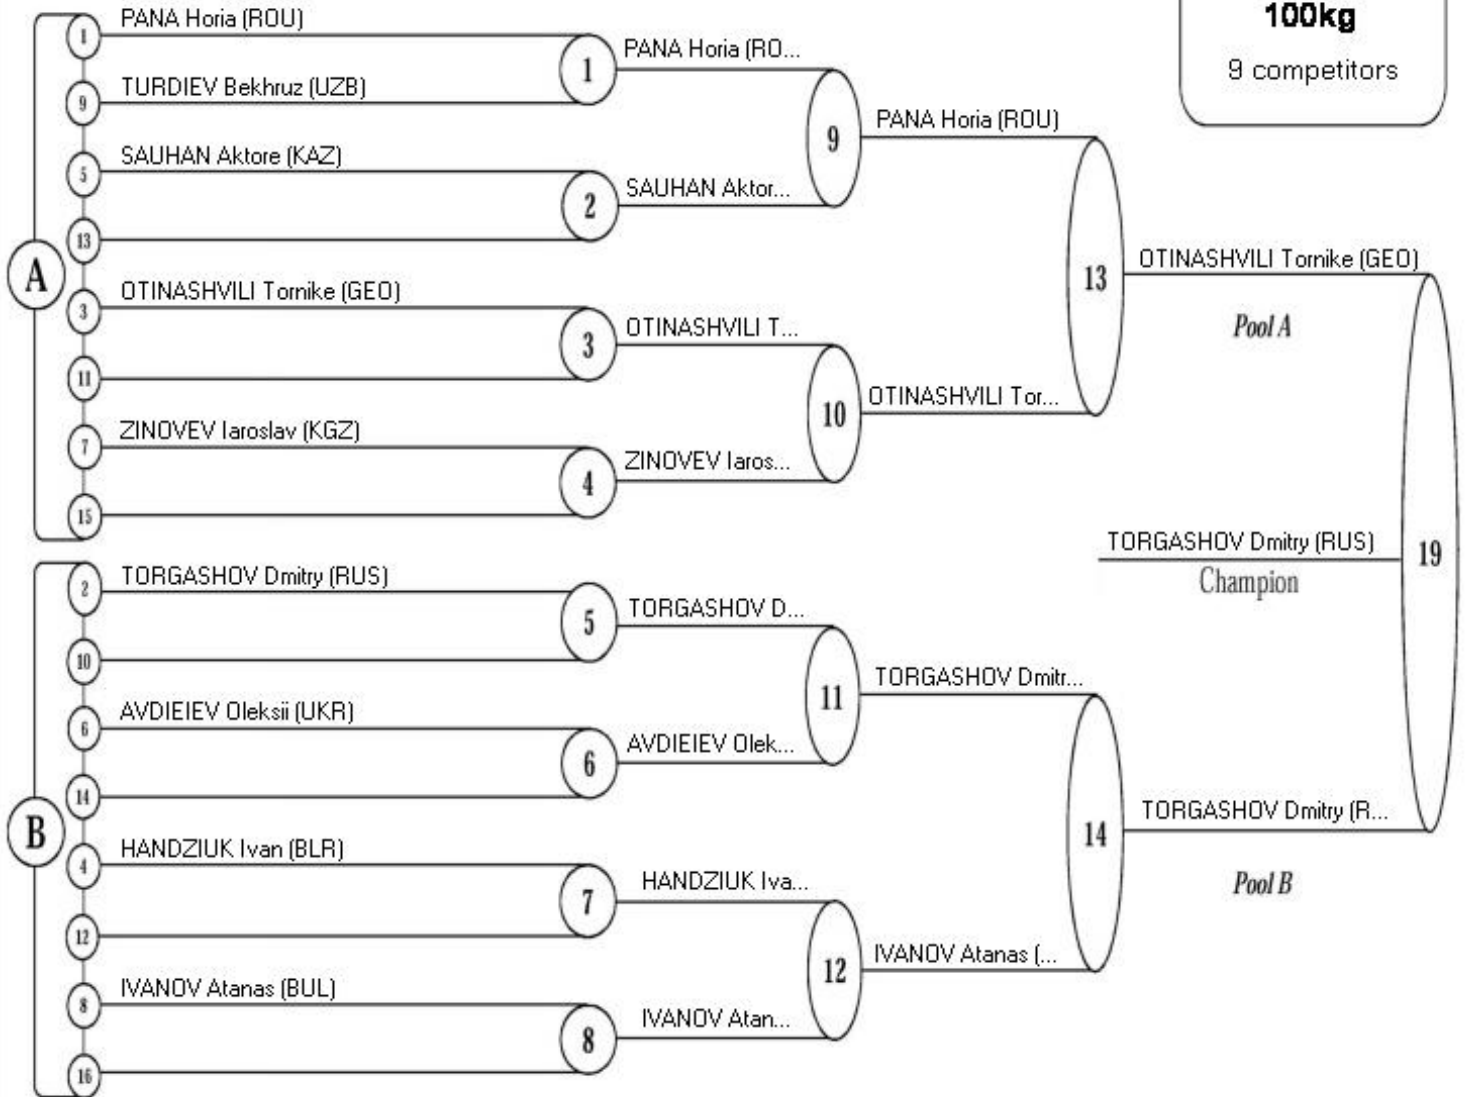 100kg
9 competitors
A
1
PANA Horia (ROU)
9
TURDIEV Bekhruz (UZB)
5
SAUHAN Aktore (KAZ)
13
3
OTINASHVILI Tornike (GEO)
11
7
ZINOVEV Iaroslav (KGZ)
15
B
2
TORGASHOV Dmitry (RUS)
10
6
AVDIEIEV Oleksii (UKR)
14
4
HANDZIUK Ivan (BLR)
12
8
IVANOV Atanas (BUL)
16
1
PANA Horia (RO...
2
SAUHAN Aktor...
3
OTINASHVILI T...
4
ZINOVEV Iaros...
5
TORGASHOV D...
6
AVDIEIEV Olek...
7
HANDZIUK Iva...
8
IVANOV Atan...
9
PANA Horia (ROU)
10
OTINASHVILI Tor...
11
TORGASHOV Dmitr...
12
IVANOV Atanas (...
13
OTINASHVILI Tornike (GEO)
Pool A
14
TORGASHOV Dmitry (R...
Pool B
19
TORGASHOV Dmitry (RUS)
Champion